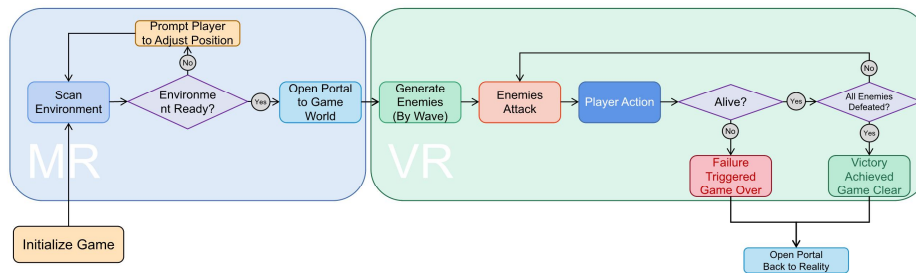 Prompt Player
to Adjust Position
No
Scan
Environment
Environme
nt Ready?
Yes
Open Portal
to Game
World
MR
Initialize Game
Generate
Enemies
(By Wave)
Enemies
Attack
Player Action
Alive?
Yes
All Enemies
Defeated?
No
No
Yes
VR
Failure
Triggered
Game Over
Victory
Achieved
Game Clear
Open Portal
Back to Reality